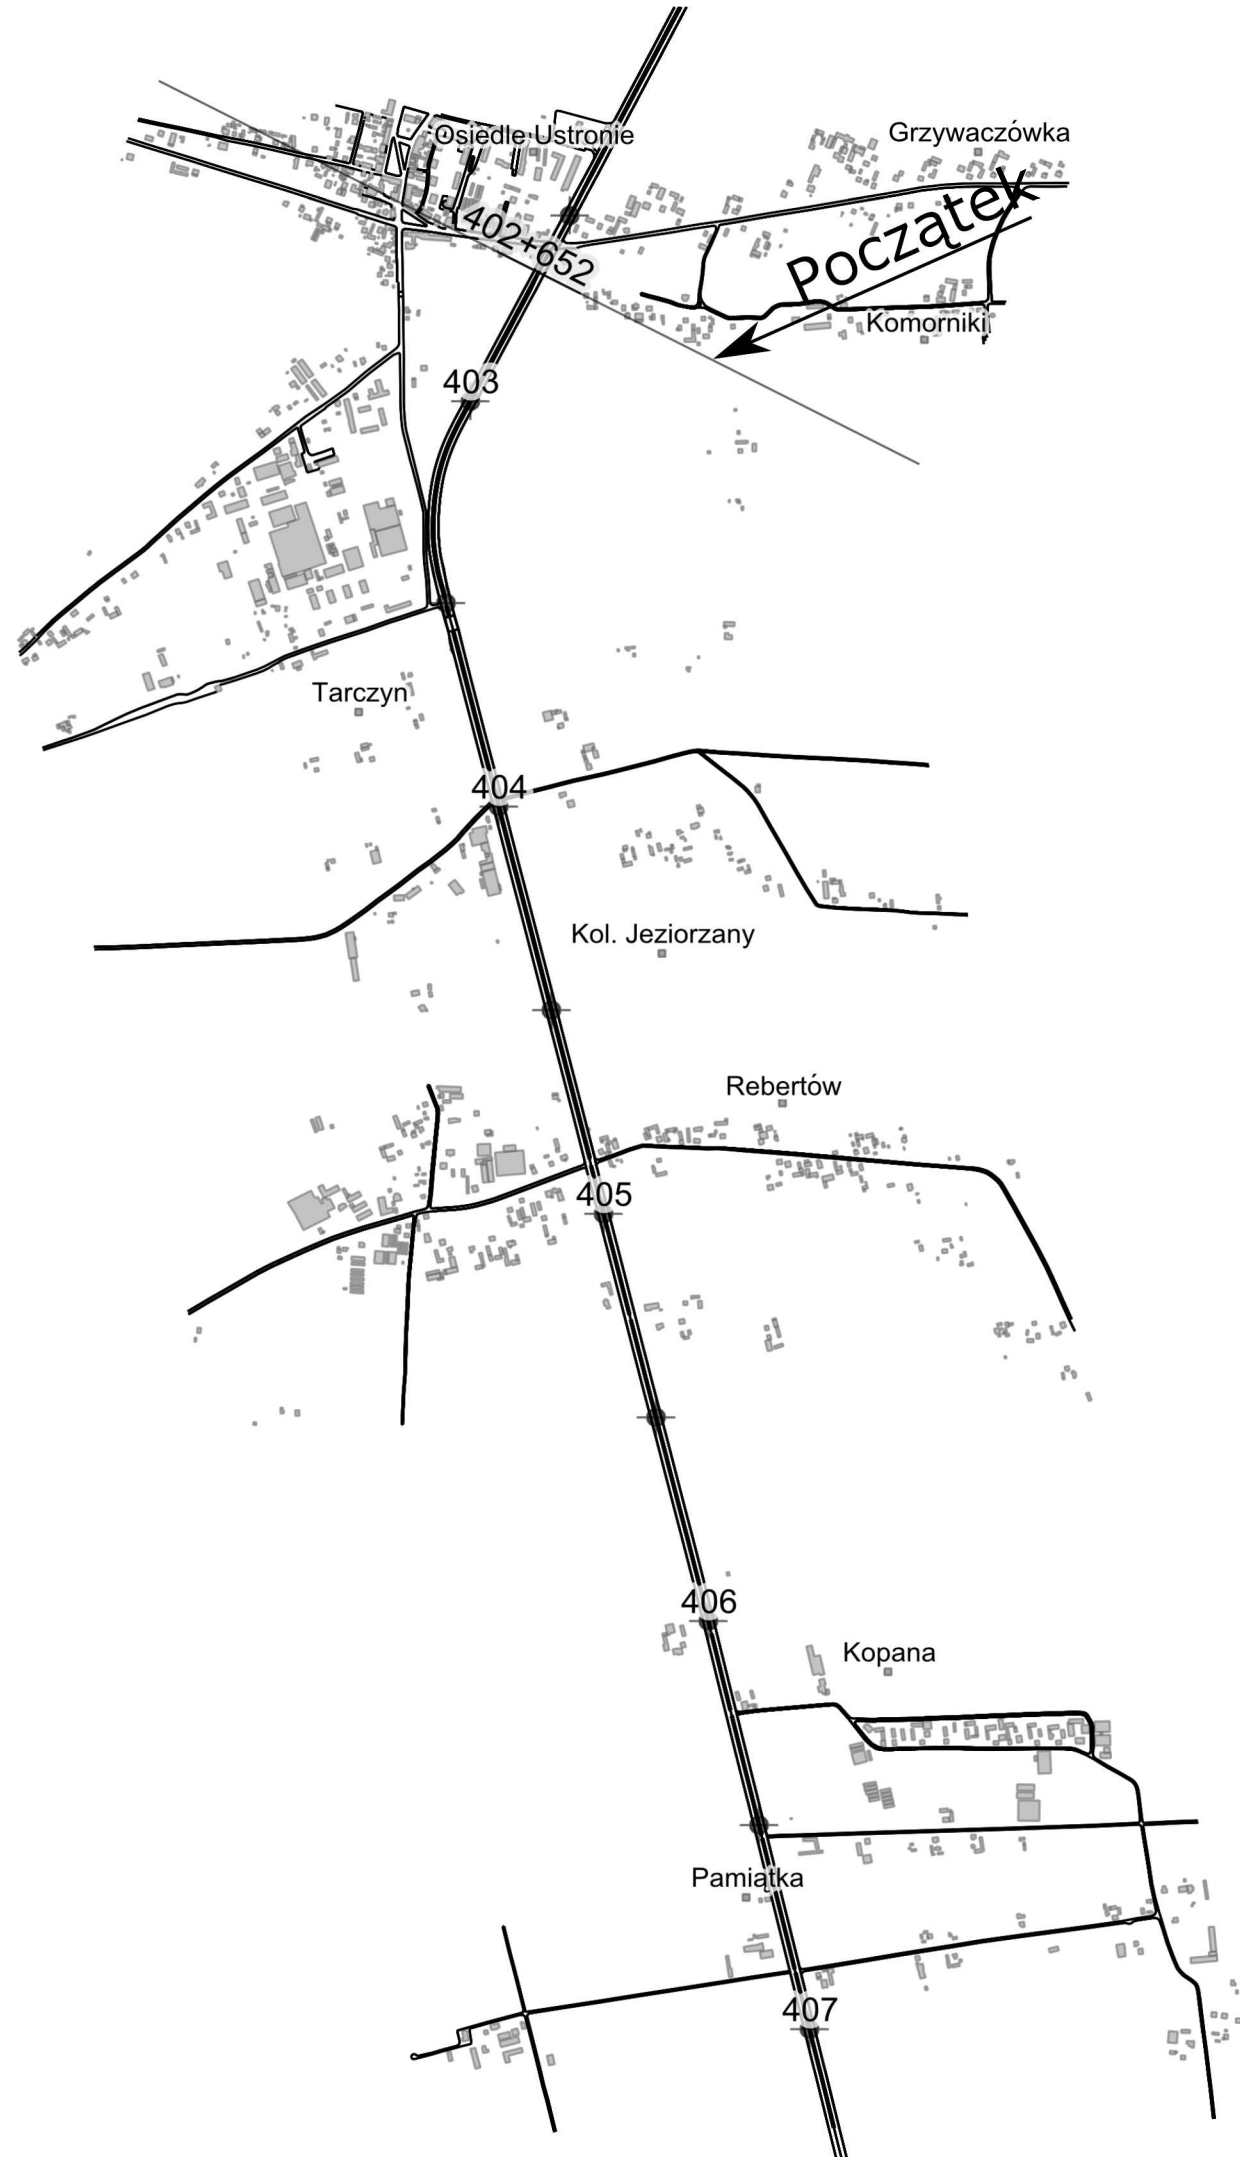 Osiedle Ustronie
Grzywaczówka
Początek
402+652
Komorniki
403
Tarczyn
404
Kol. Jeziorzany
Rebertów
405
406
Kopana
Pamiątka
407